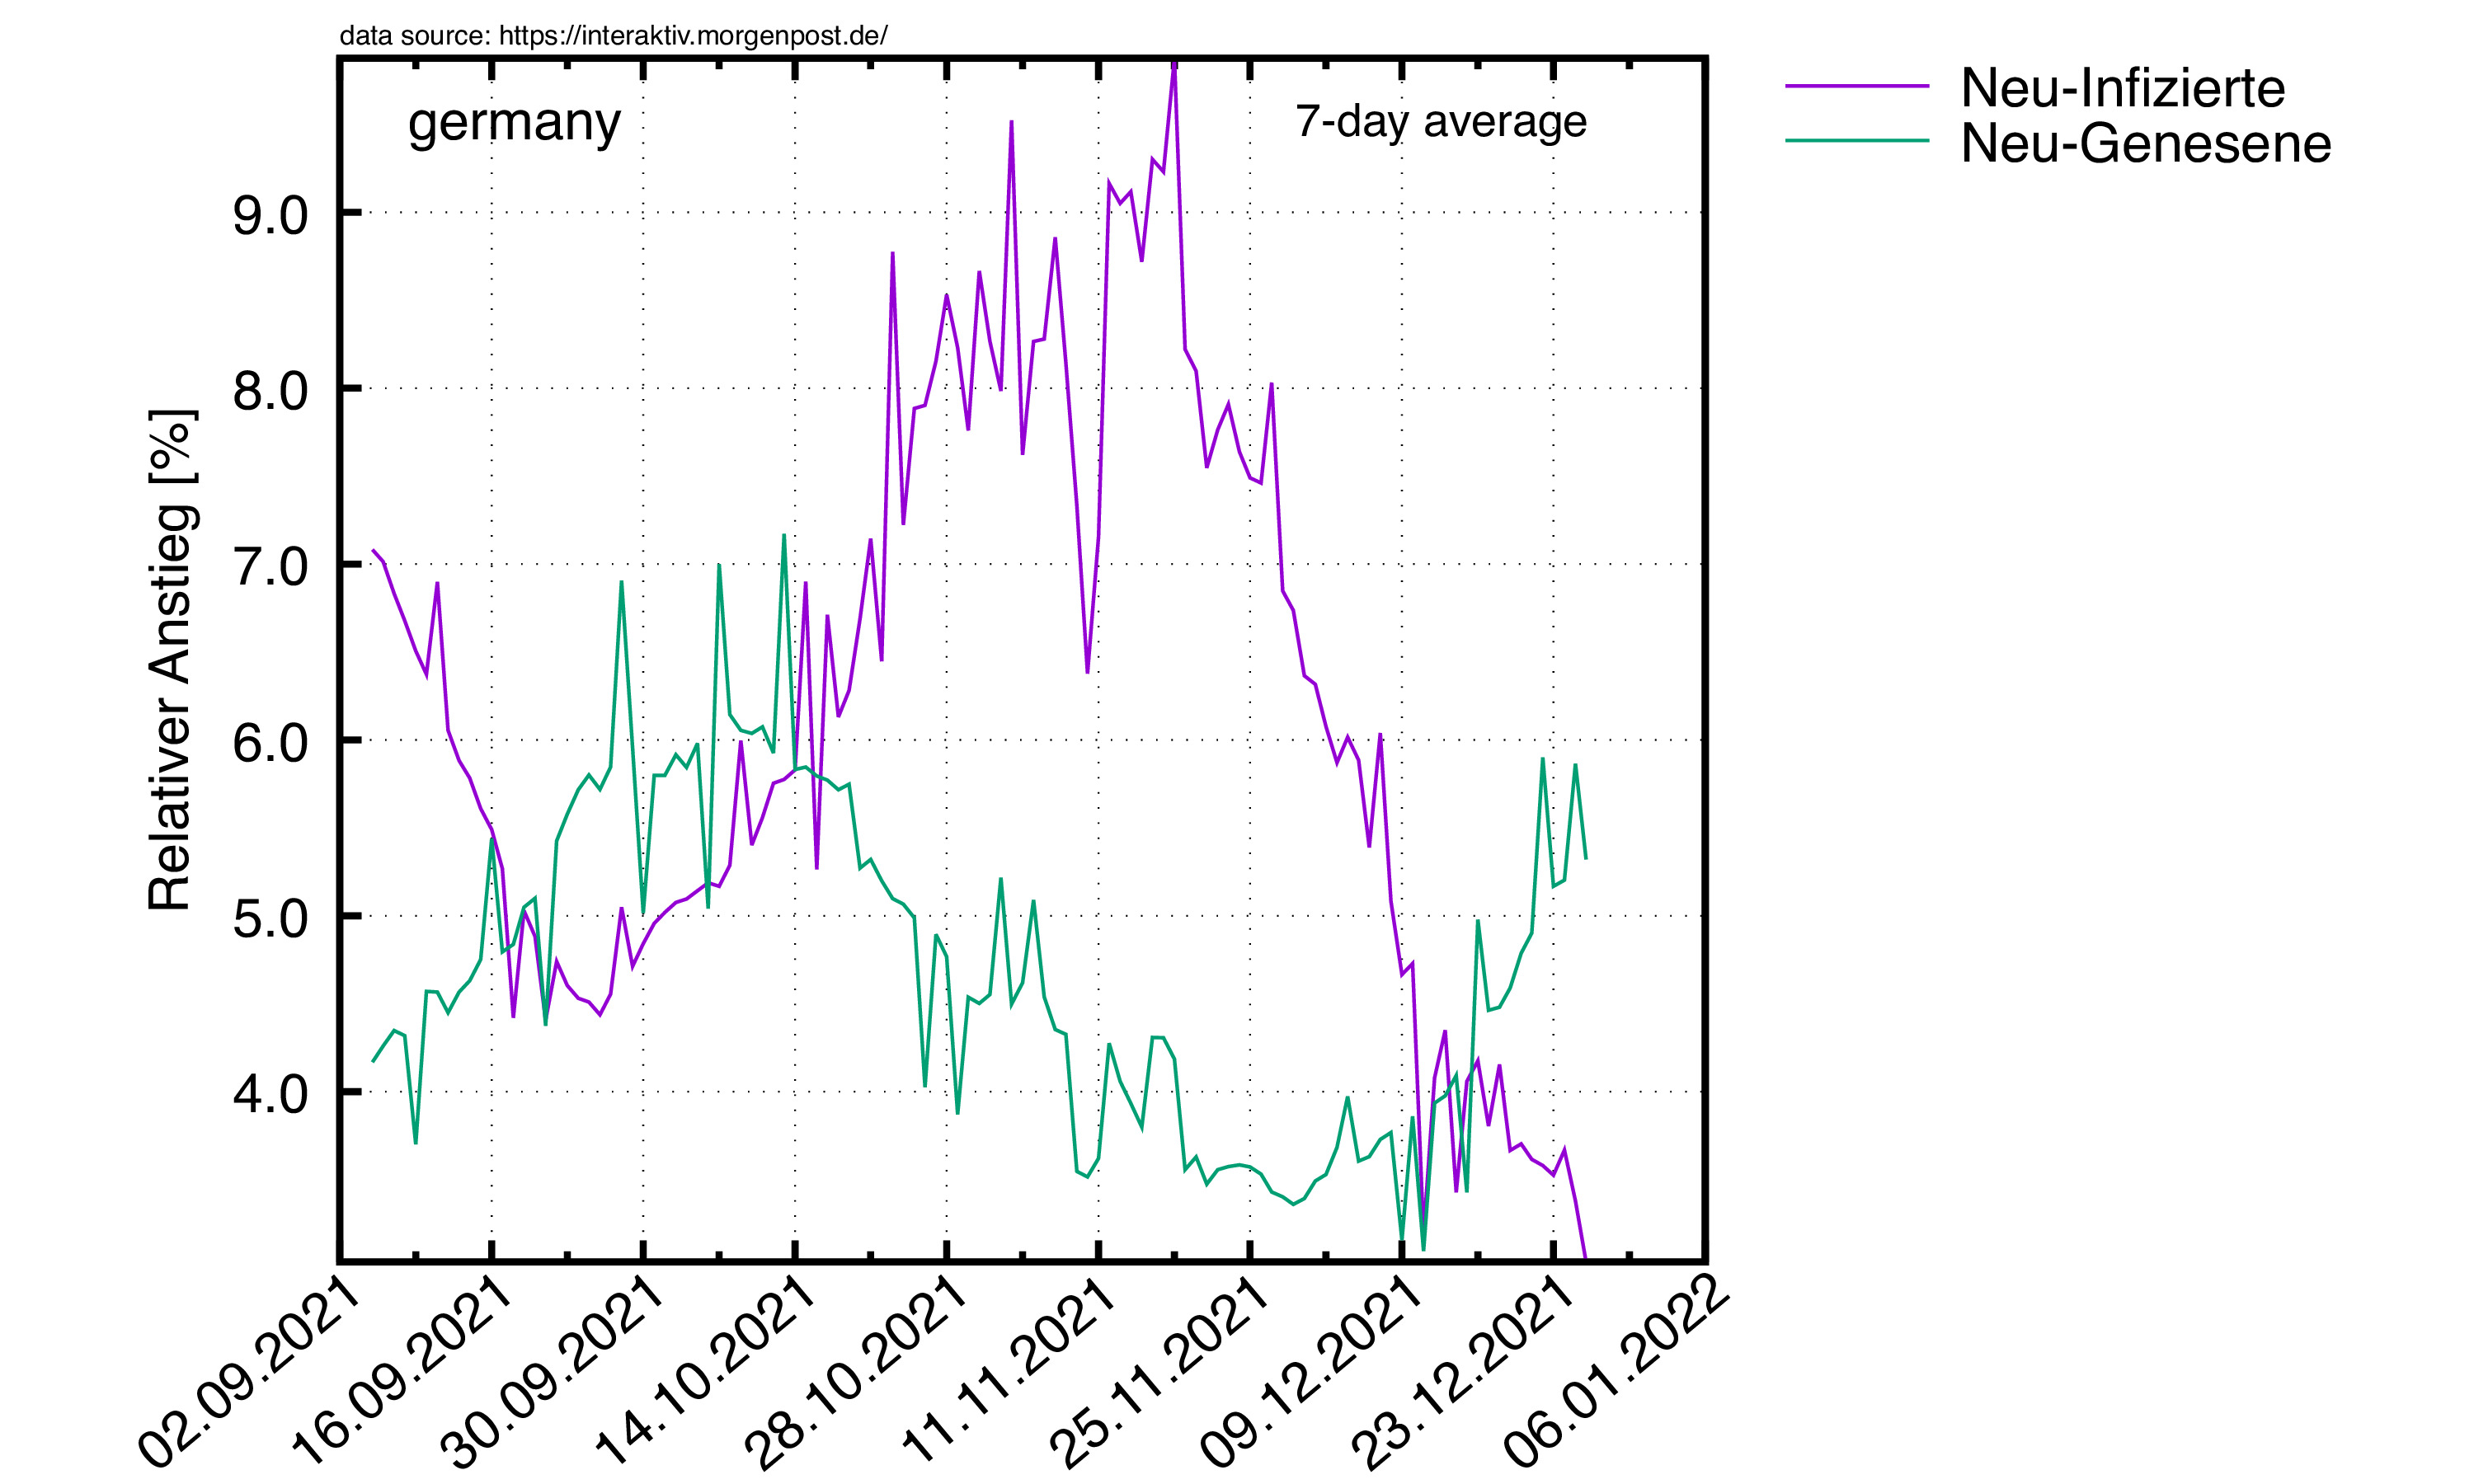 data source: https://interaktiv.morgenpost.de/
germany
7-day average
Neu-Infizierte
Neu-Genesene
Relativer Anstieg [%]
9.0
8.0
7.0
6.0
5.0
4.0
02.09.2021
16.09.2021
30.09.2021
14.10.2021
28.10.2021
11.11.2021
25.11.2021
09.12.2021
23.12.2021
06.01.2022